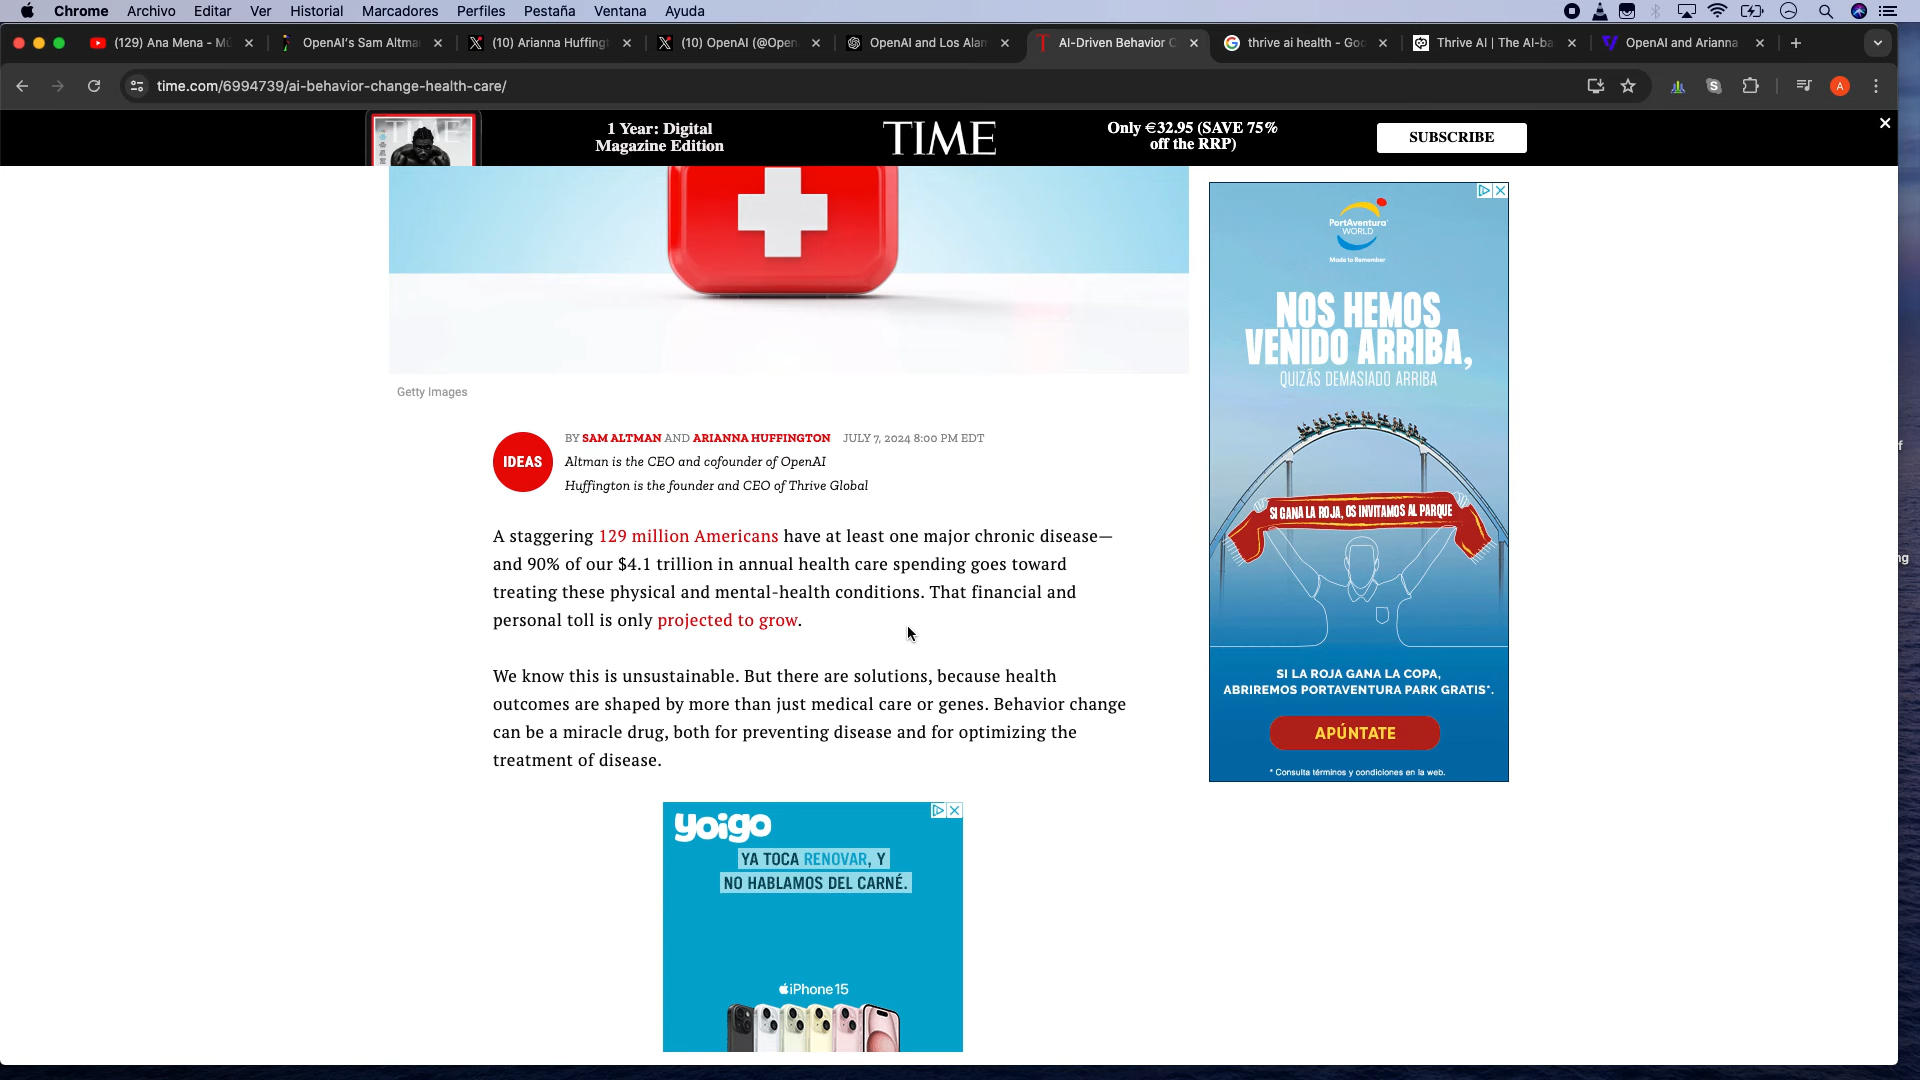 Chrome Archivo Editar Ver Historial Marcadores Perfiles Pestaña Ventana Ayuda
(129) Ana Mena - M
OpenAI's Sam Altma
(10) Arianna Huffingt
(10) OpenAI (@Open
OpenAI and Los Alan
AI-Driven Behavior C
thrive ai health - Goo
Thrive AI | The AI-ba
OpenAI and Arianna
time.com/6994739/ai-behavior-change-health-care/
A
TIME
1 Year: Digital
Magazine Edition
TIME
Only €32.95 (SAVE 75%
off the RRP)
SUBSCRIBE
Getty Images
IDEAS
BY SAM ALTMAN AND ARIANNA HUFFINGTON JULY 7, 2024 8:00 PM EDT
Altman is the CEO and cofounder of OpenAI
Huffington is the founder and CEO of Thrive Global
A staggering 129 million Americans have at least one major chronic disease—
and 90% of our $4.1 trillion in annual health care spending goes toward
treating these physical and mental-health conditions. That financial and
personal toll is only projected to grow.
We know this is unsustainable. But there are solutions, because health
outcomes are shaped by more than just medical care or genes. Behavior change
can be a miracle drug, both for preventing disease and for optimizing the
treatment of disease.
yoigo
YA TOCA RENOVAR, Y
NO HABLAMOS DEL CARNÉ.
iPhone 15
PortAventura
WORLD
Made to Remember
NOS HEMOS
VENIDO ARRIBA,
QUIZÁS DEMASIADO ARRIBA
SI GANA LA ROJA, OS INVITAMOS AL PARQUE
SI LA ROJA GANA LA COPA,
ABRIREMOS PORTAVENTURA PARK GRATIS*.
APÚNTATE
* Consulta términos y condiciones en la web.